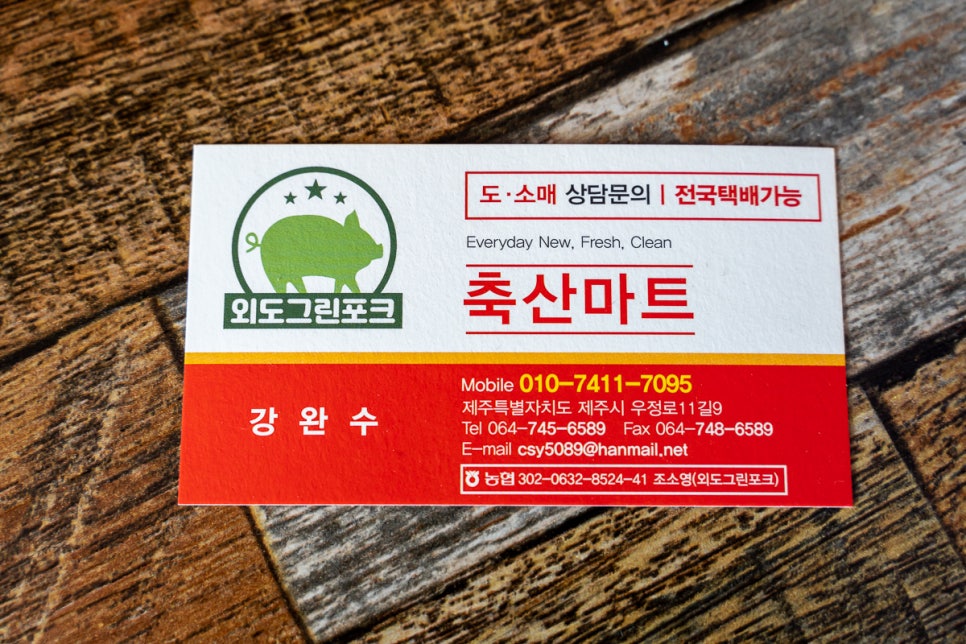 외도그린포크
도·소매 상담문의 | 전국택배가능
Everyday New, Fresh, Clean
축산마트
강 완 수
Mobile 010-7411-7095
제주특별자치도 제주시 우정로11길9
Tel 064-745-6589 Fax 064-748-6589
E-mail csy5089@hanmail.net
농협 302-0632-8524-41 조소영(외도그린포크)